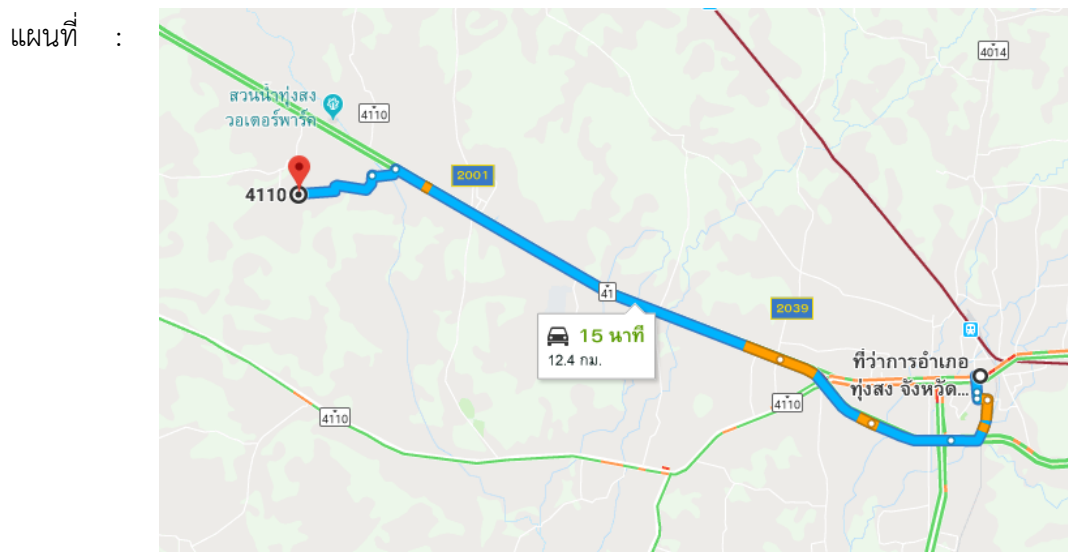 แผนที่ :
4014
สวนน้ำทุ่งสง
วอเตอร์พาร์ค
4110
2001
4110
41
2039
15 นาที
12.4 กม.
ที่ว่าการอำเภอ
ทุ่งสง จังหวัด...
4110
4110